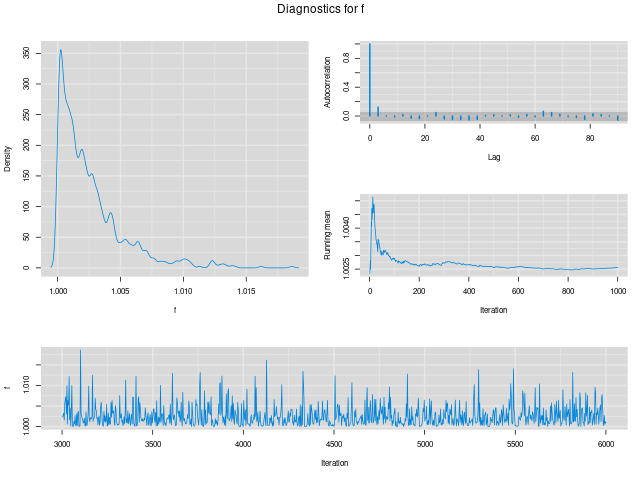 Diagnostics for f
Density
0 50 100 150 200 250 300 350
1.000 1.005 1.010 1.015
f
Autocorrelation
0.0 0.4 0.8
0 20 40 60 80
Lag
Running mean
1.0025 1.0040
0 200 400 600 800 1000
Iteration
f
1.000 1.010
3000 3500 4000 4500 5000 5500 6000
Iteration